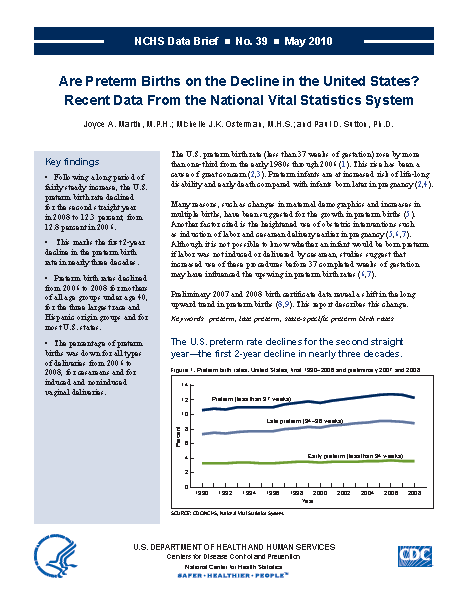 NCHS Data Brief ■ No. 39 ■ May 2010
Are Preterm Births on the Decline in the United States?
Recent Data From the National Vital Statistics System
Joyce A. Martin, M.P.H.; Michelle J.K. Osterman, M.H.S.; and Paul D. Sutton, Ph.D.
Key findings
• Following a long period of
fairly steady increase, the U.S.
preterm birth rate declined
for the second straight year
in 2008 to 12.3 percent, from
12.8 percent in 2006.
• This marks the first 2-year
decline in the preterm birth
rate in nearly three decades.
• Preterm birth rates declined
from 2006 to 2008 for mothers
of all age groups under age 40,
for the three largest race and
Hispanic origin groups and for
most U.S. states.
• The percentage of preterm
births was down for all types
of deliveries from 2006 to
2008, for cesareans and for
induced and noninduced
vaginal deliveries.
The U.S. preterm birth rate (less than 37 weeks of gestation) rose by more
than one-third from the early 1980s through 2006 (1). This rise has been a
cause of great concern (2,3). Preterm infants are at increased risk of life-long
disability and early death compared with infants born later in pregnancy (2,4).
Many reasons, such as changes in maternal demographics and increases in
multiple births, have been suggested for the growth in preterm births (5).
Another factor cited is the heightened use of obstetric interventions such
as induction of labor and cesarean delivery earlier in pregnancy (5,6,7).
Although it is not possible to know whether an infant would be born preterm
if labor was not induced or delivered by cesarean, studies suggest that
increased use of these procedures before 37 completed weeks of gestation
may have influenced the upswing in preterm birth rates (6,7).
Preliminary 2007 and 2008 birth certificate data reveal a shift in the long
upward trend in preterm births (8,9). This report describes this change.
Keywords: preterm, late preterm, state-specific preterm birth rates
The U.S. preterm rate declines for the second straight
year—the first 2-year decline in nearly three decades.
Figure 1. Preterm birth rates: United States, final 1990–2006 and preliminary 2007 and 2008
14
12
10
8
6
4
2
0
Percent
Preterm (less than 37 weeks)
Late preterm (34–36 weeks)
Early preterm (less than 34 weeks)
1990 1992 1994 1996 1998 2000 2002 2004 2006 2008
Year
SOURCE: CDC/NCHS, National Vital Statistics System.
U.S. DEPARTMENT OF HEALTH AND HUMAN SERVICES
Centers for Disease Control and Prevention
National Center for Health Statistics
SAFER • HEALTHIER • PEOPLE™
CDC